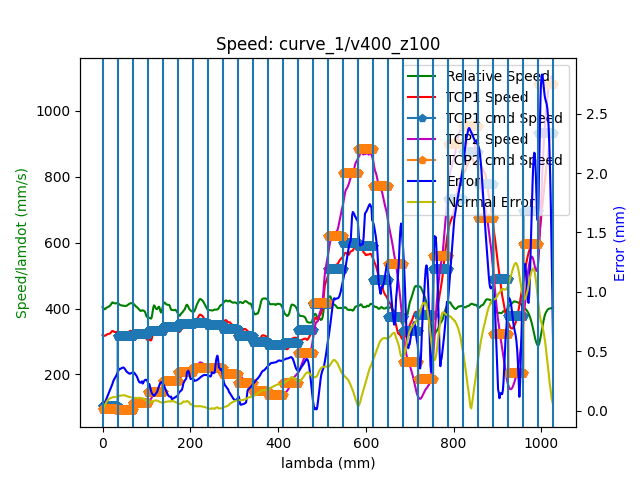 Speed: curve_1/v400_z100
Relative Speed
TCP1 Speed
TCP1 cmd Speed
TCP2 Speed
TCP2 cmd Speed
Error
Normal Error
Speed/lamdot (mm/s)
1000
800
600
400
200
0
200
400
600
800
1000
lambda (mm)
2.5
2.0
1.5
1.0
0.5
0.0
Error (mm)